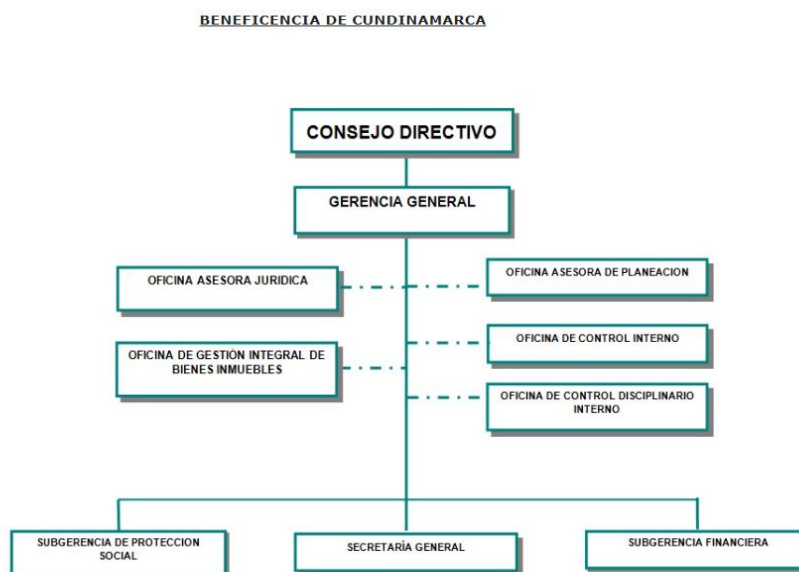 BENEFICENCIA DE CUNDINAMARCA
CONSEJO DIRECTIVO
GERENCIA GENERAL
OFICINA ASESORA JURIDICA
OFICINA ASESORA DE PLANEACION
OFICINA DE CONTROL INTERNO
OFICINA DE GESTIÓN INTEGRAL DE
BIENES INMUEBLES
OFICINA DE CONTROL DISCIPLINARIO
INTERNO
SUBGERENCIA DE PROTECCION
SOCIAL
SECRETARÍA GENERAL
SUBGERENCIA FINANCIERA